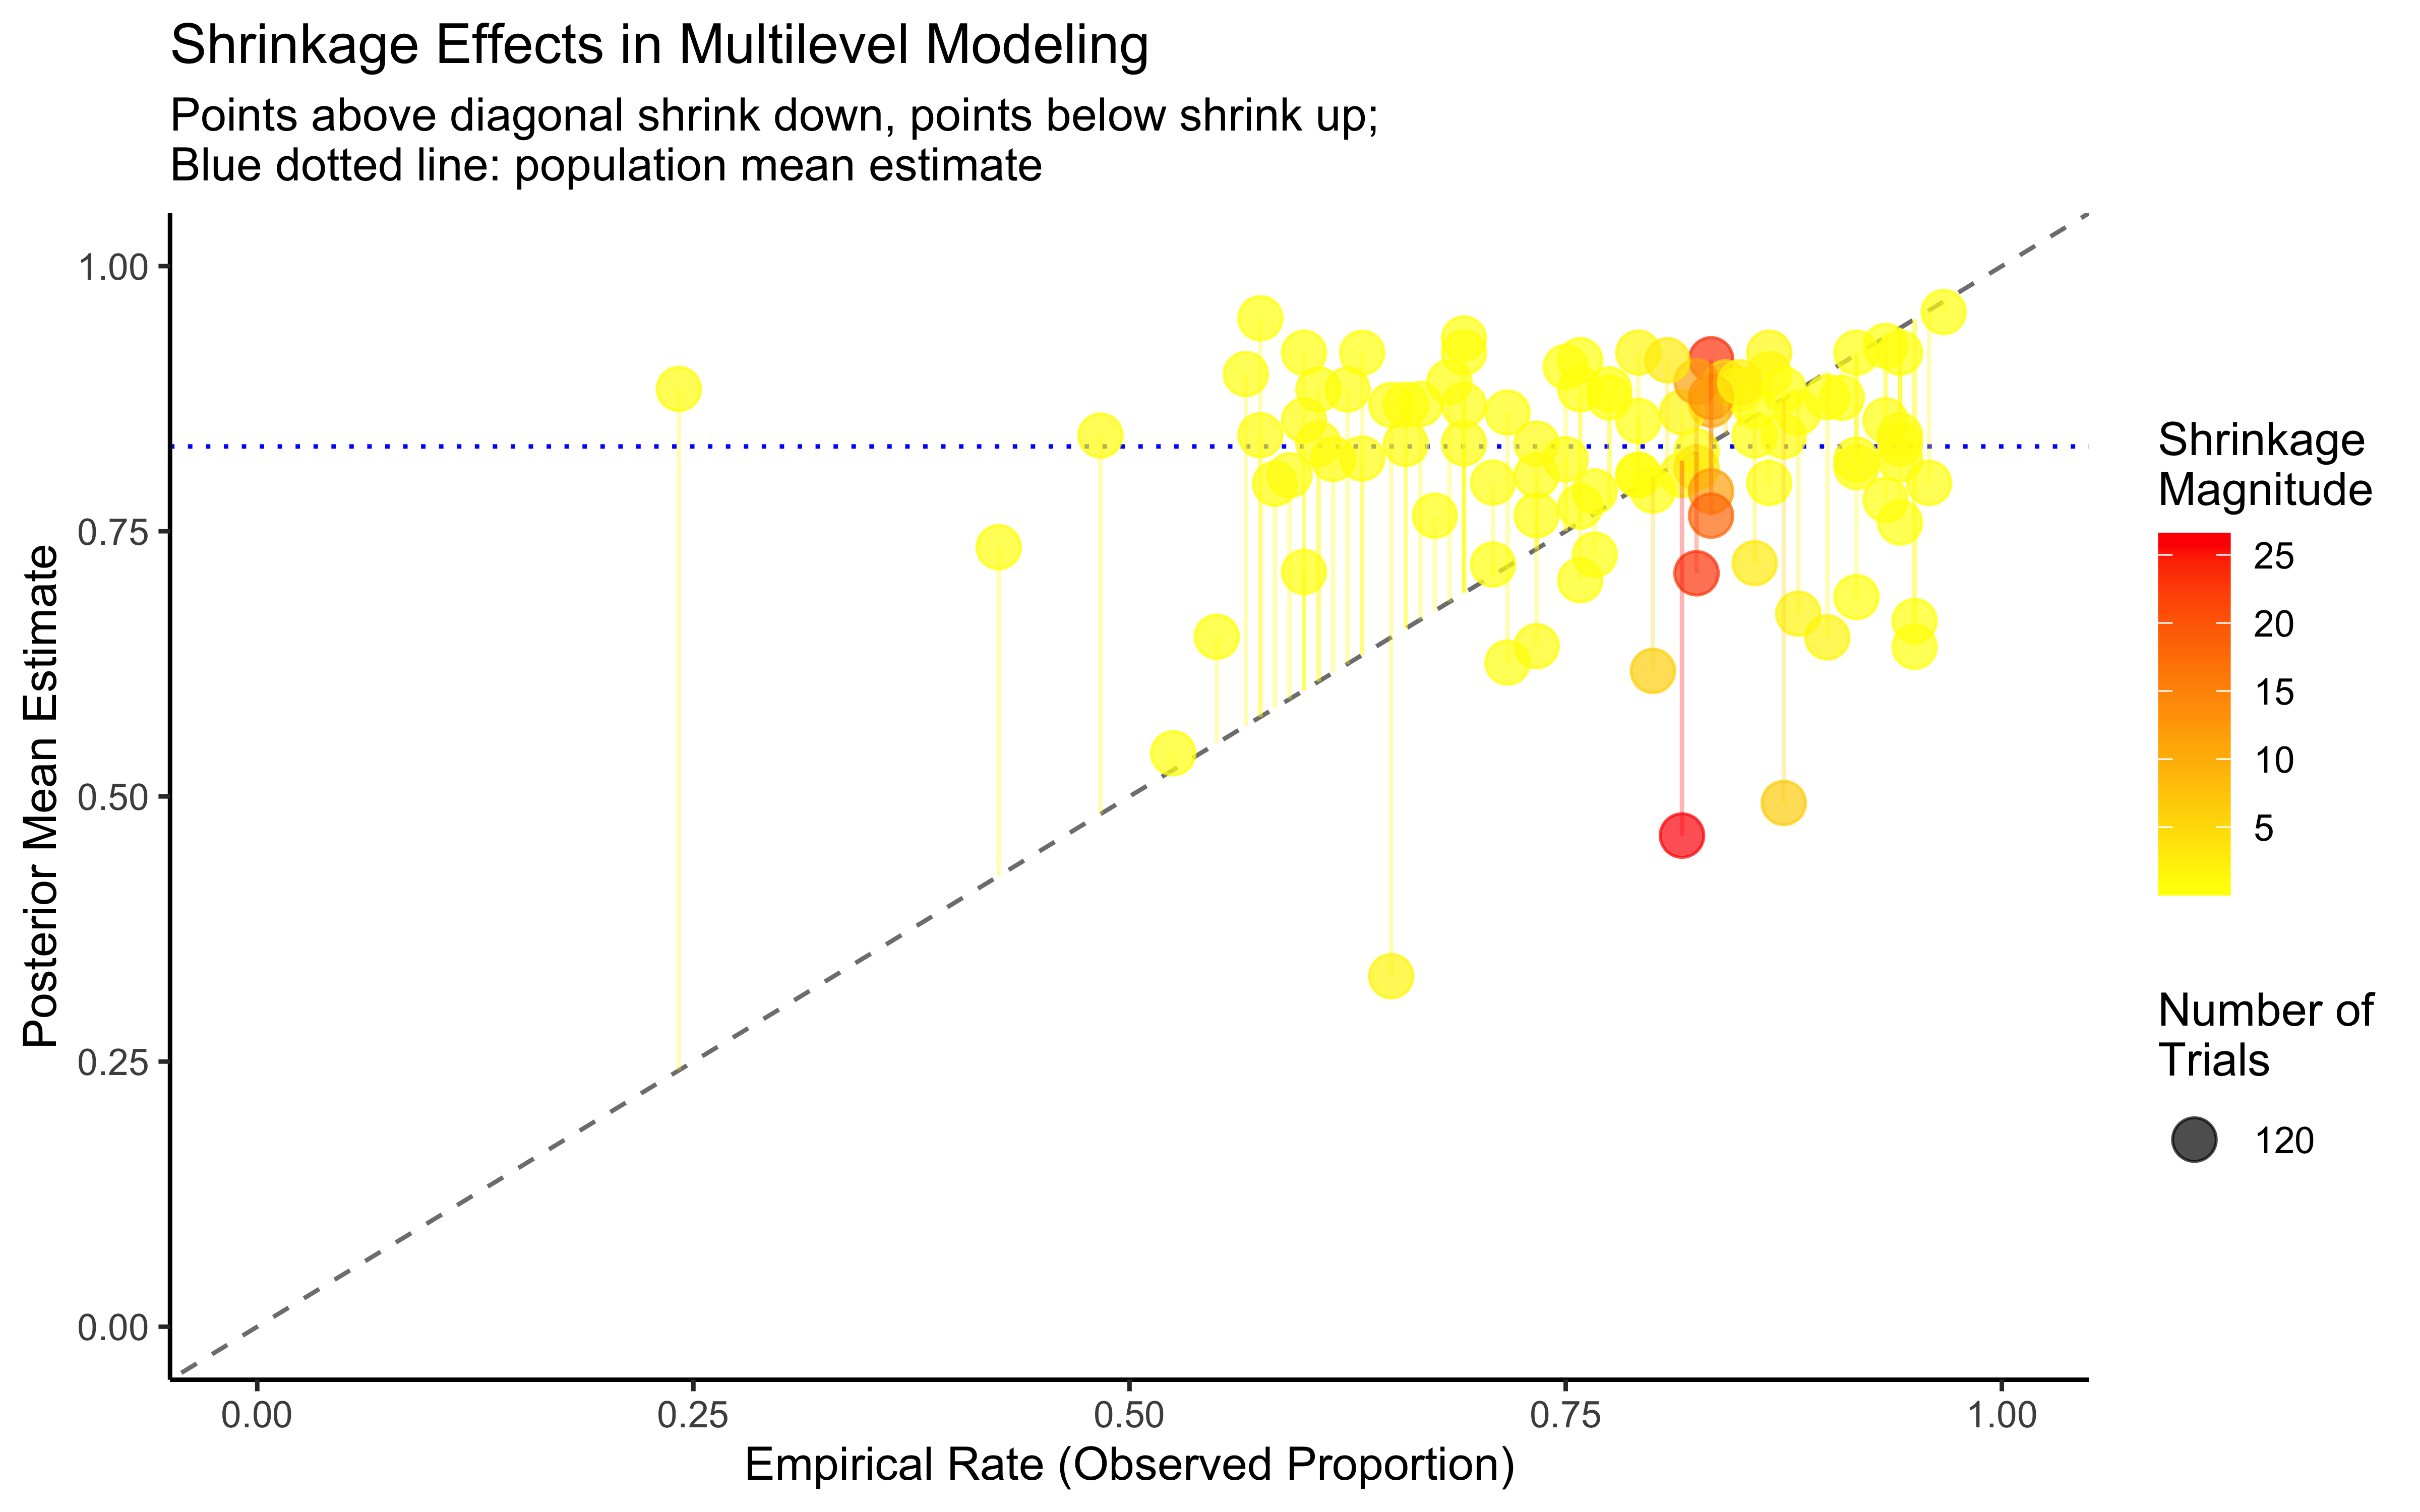 Shrinkage Effects in Multilevel Modeling
Points above diagonal shrink down, points below shrink up;
Blue dotted line: population mean estimate
Posterior Mean Estimate
1.00
0.75
0.50
0.25
0.00
0.00
0.25
0.50
0.75
1.00
Empirical Rate (Observed Proportion)
Shrinkage
Magnitude
25
20
15
10
5
Number of
Trials
120